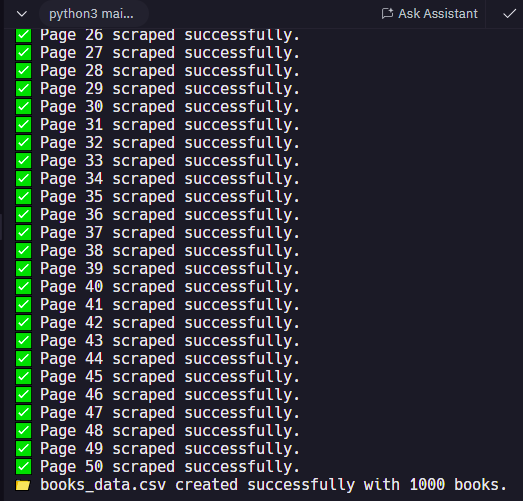 python3 mai...
Ask Assistant
✅ Page 26 scraped successfully.
✅ Page 27 scraped successfully.
✅ Page 28 scraped successfully.
✅ Page 29 scraped successfully.
✅ Page 30 scraped successfully.
✅ Page 31 scraped successfully.
✅ Page 32 scraped successfully.
✅ Page 33 scraped successfully.
✅ Page 34 scraped successfully.
✅ Page 35 scraped successfully.
✅ Page 36 scraped successfully.
✅ Page 37 scraped successfully.
✅ Page 38 scraped successfully.
✅ Page 39 scraped successfully.
✅ Page 40 scraped successfully.
✅ Page 41 scraped successfully.
✅ Page 42 scraped successfully.
✅ Page 43 scraped successfully.
✅ Page 44 scraped successfully.
✅ Page 45 scraped successfully.
✅ Page 46 scraped successfully.
✅ Page 47 scraped successfully.
✅ Page 48 scraped successfully.
✅ Page 49 scraped successfully.
✅ Page 50 scraped successfully.
📂 books_data.csv created successfully with 1000 books.